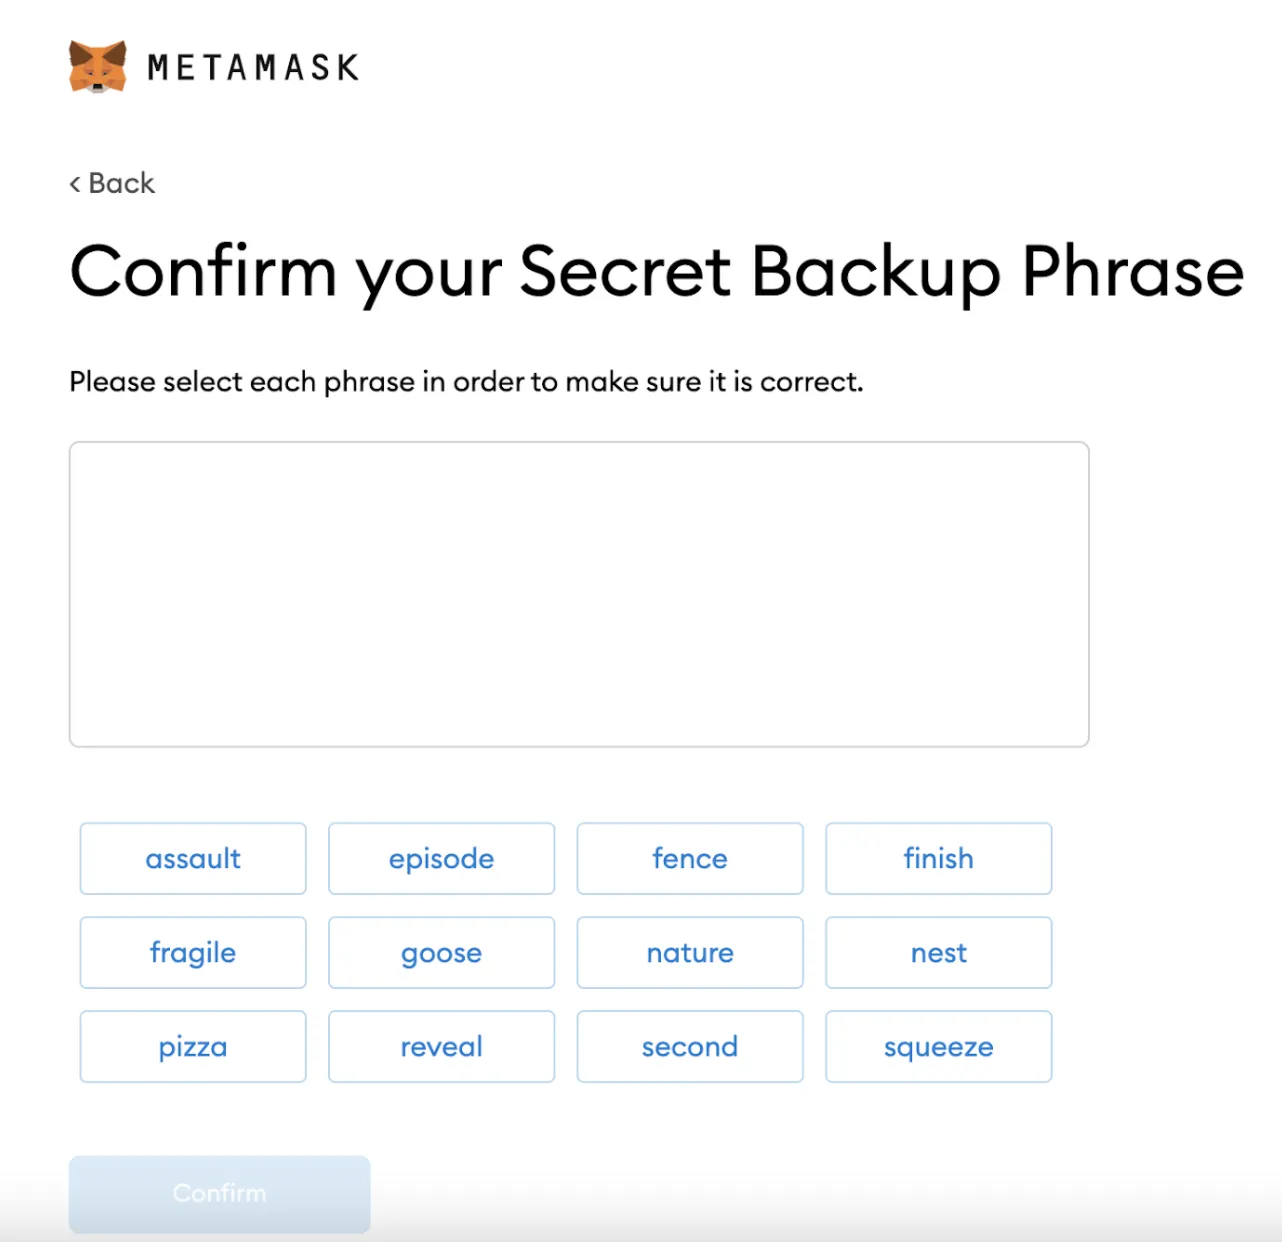 METAMASK
< Back
Confirm your Secret Backup Phrase
Please select each phrase in order to make sure it is correct.
assault episode fence finish
fragile goose nature nest
pizza reveal second squeeze
Confirm